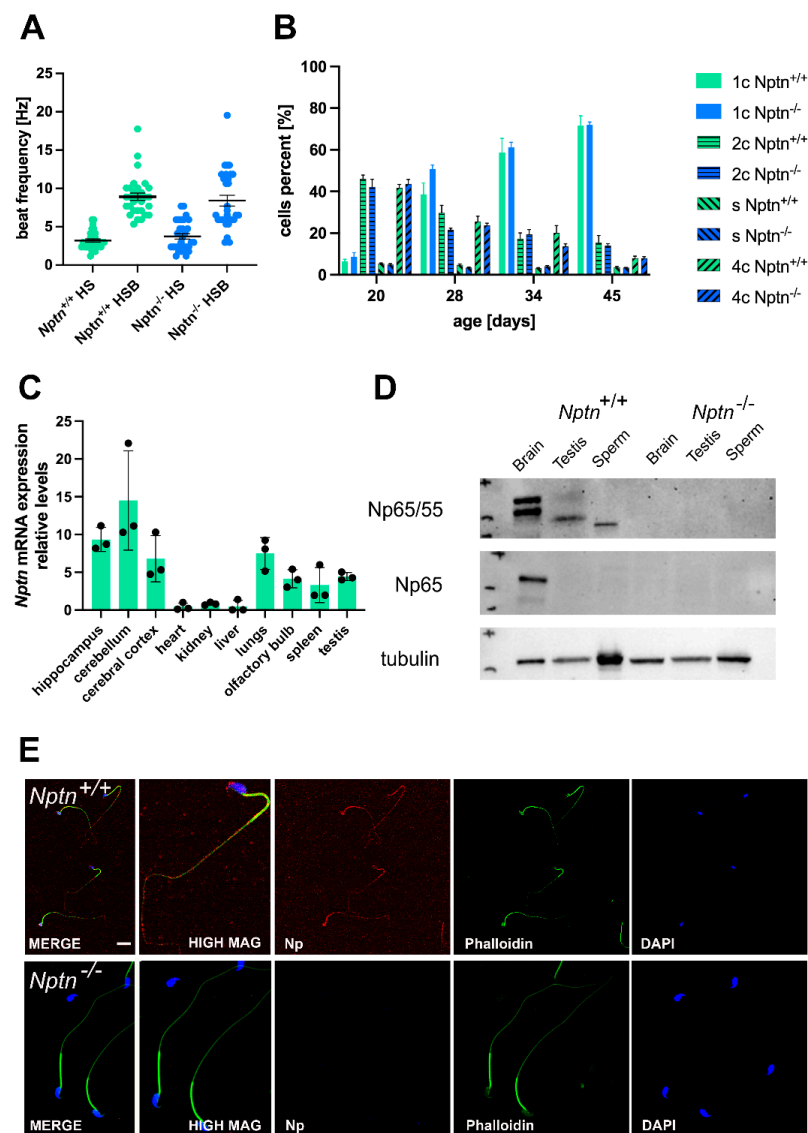 A
beat frequency [Hz]
25
20
15
10
5
0
Nptn+/+ HS
Nptn+/+ HSB
Nptn-/- HS
Nptn-/- HSB
B
cells percent [%]
100
80
60
40
20
0
20 28 34 45
age [days]
1c Nptn+/+
1c Nptn-/-
2c Nptn+/+
2c Nptn-/-
s Nptn+/+
s Nptn-/-
4c Nptn+/+
4c Nptn-/-
C
Nptn mRNA expression
relative levels
25
20
15
10
5
0
hippocampus
cerebellum
cerebral cortex
heart
kidney
liver
lungs
olfactory bulb
spleen
testis
D
Nptn+/+ Nptn-/-
Brain Testis Sperm Brain Testis Sperm
Np65/55
Np65
tubulin
E
Nptn+/+
MERGE HIGH MAG Np Phalloidin DAPI
Nptn-/-
MERGE HIGH MAG Np Phalloidin DAPI